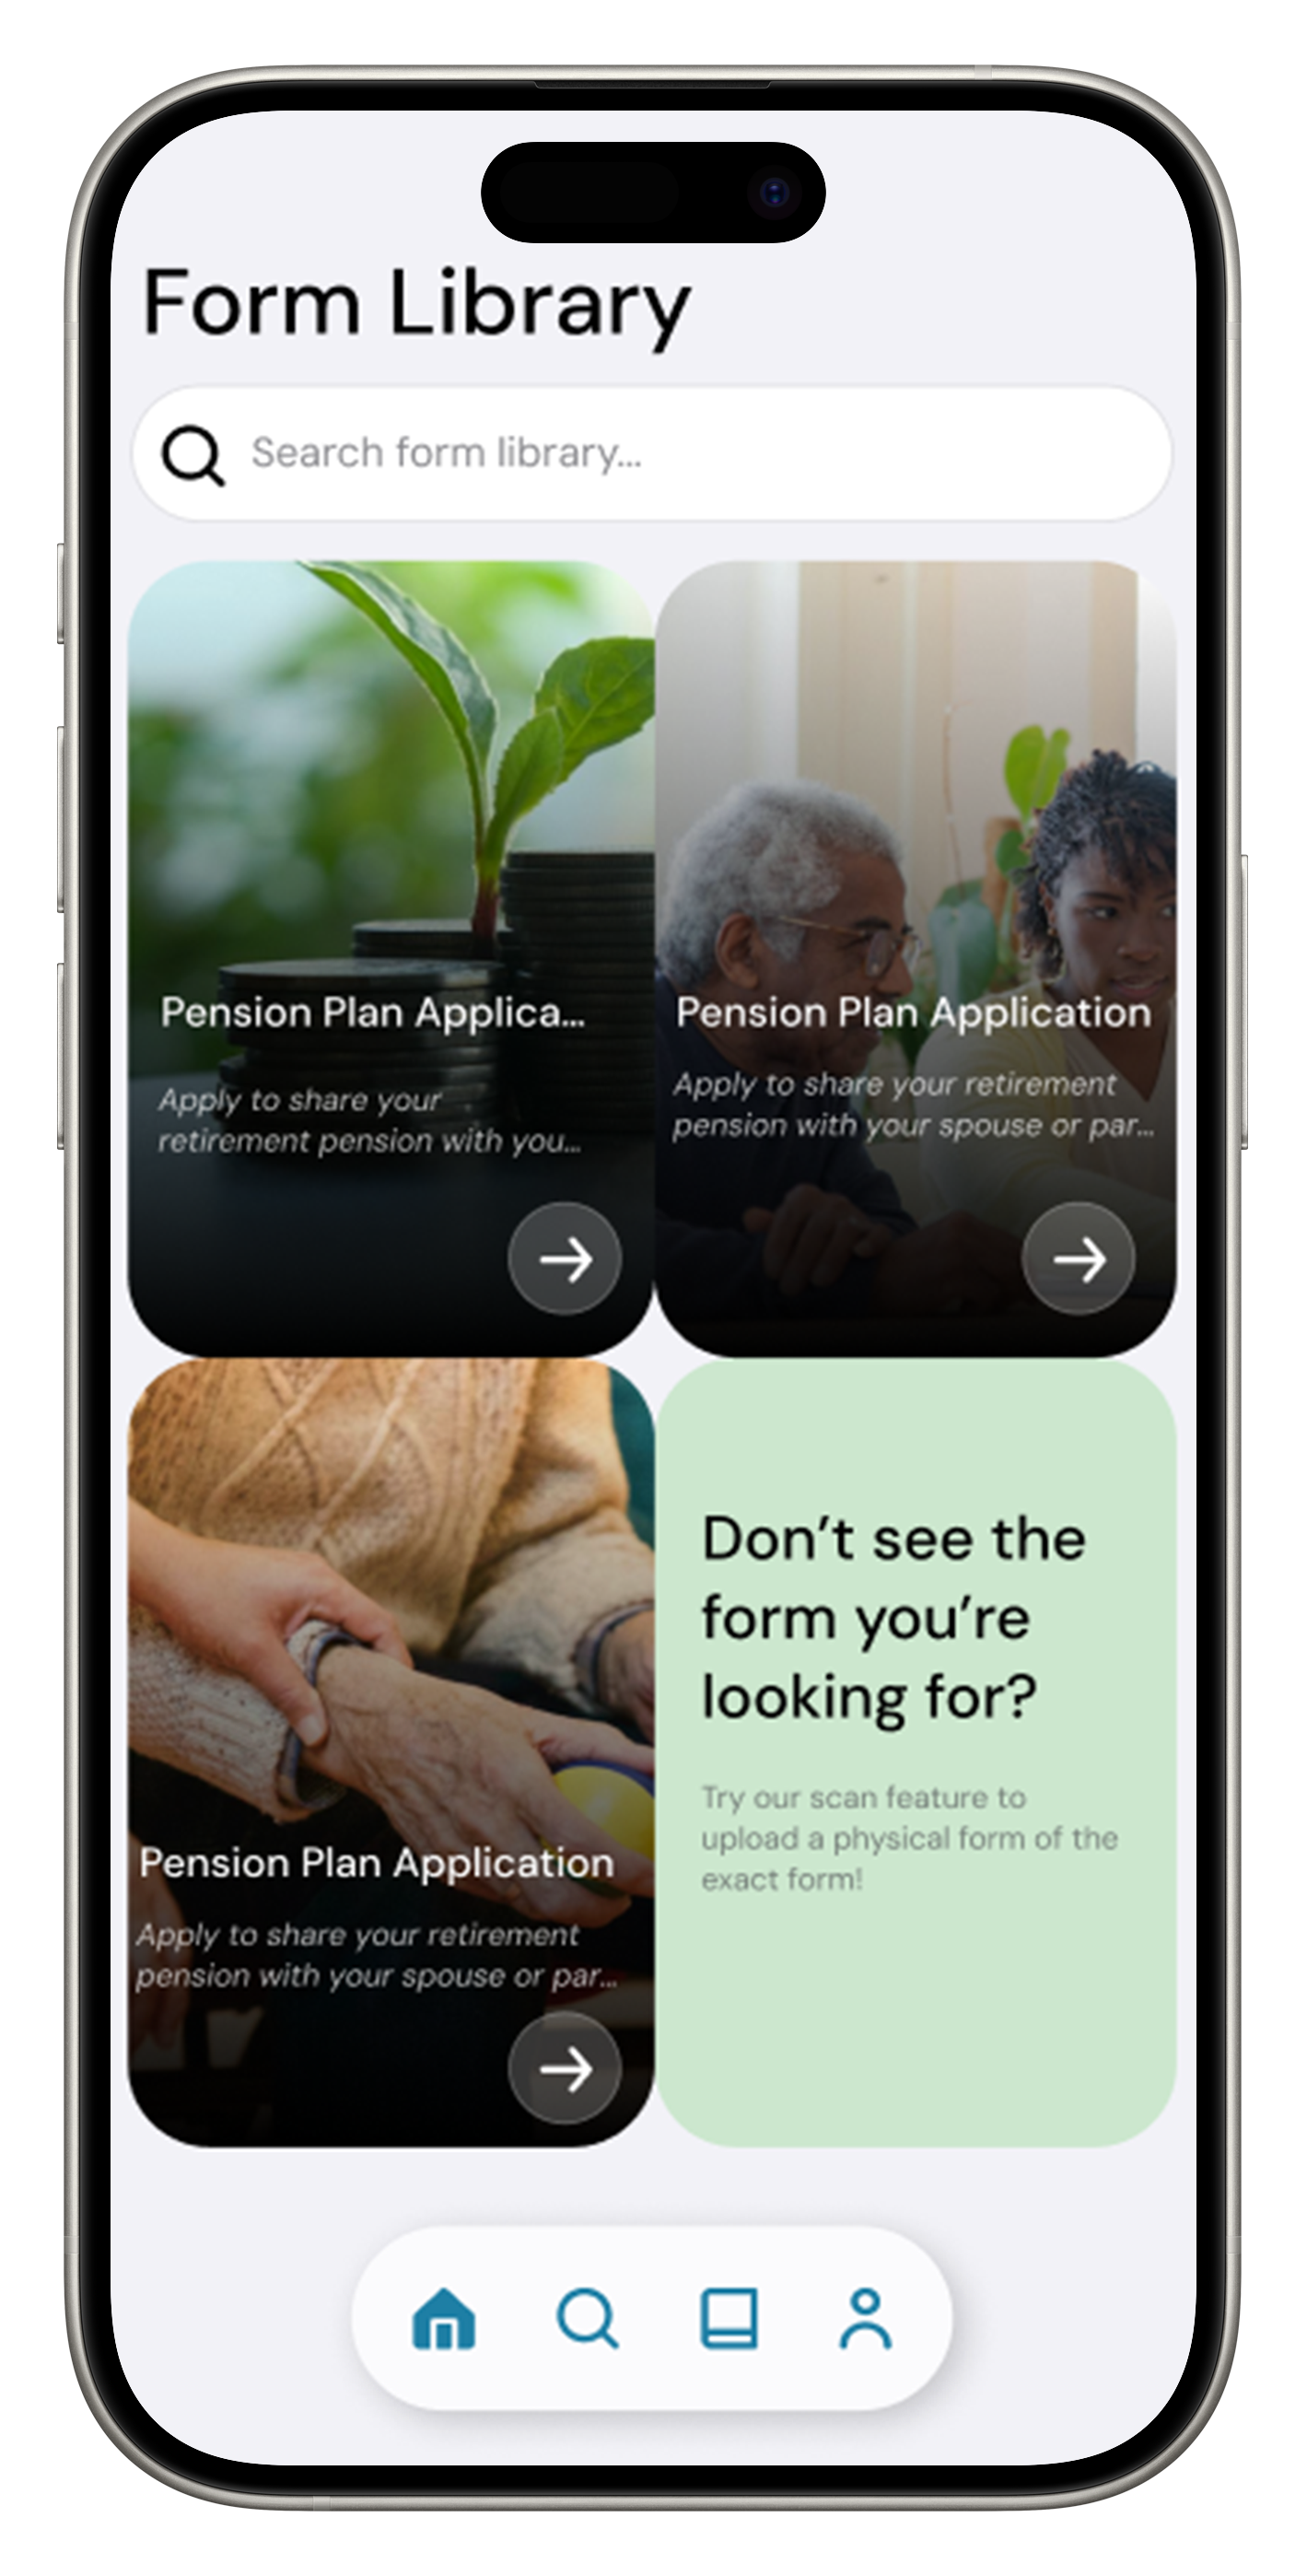 Form Library
Search form library...
Pension Plan Applica...
Apply to share your
retirement pension with you...
Pension Plan Application
Apply to share your retirement
pension with your spouse or par...
Pension Plan Application
Apply to share your retirement
pension with your spouse or par...
Don’t see the
form you’re
looking for?
Try our scan feature to
upload a physical form of the
exact form!